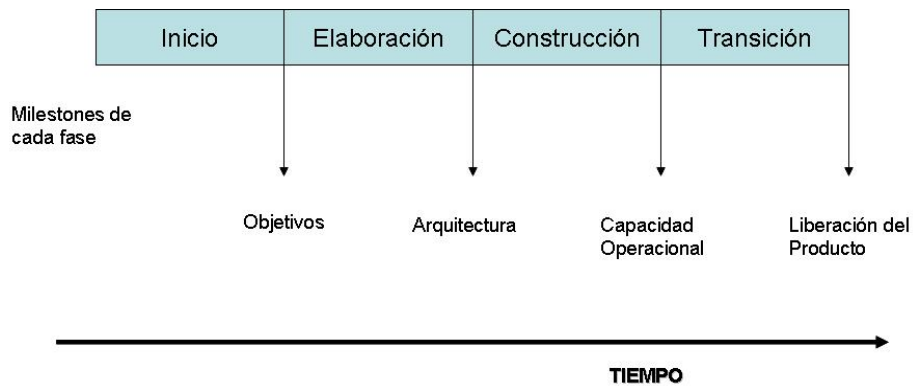 Inicio
Elaboración
Construcción
Transición
Milestones de
cada fase
Objetivos
Arquitectura
Capacidad
Operacional
Liberación del
Producto
TIEMPO